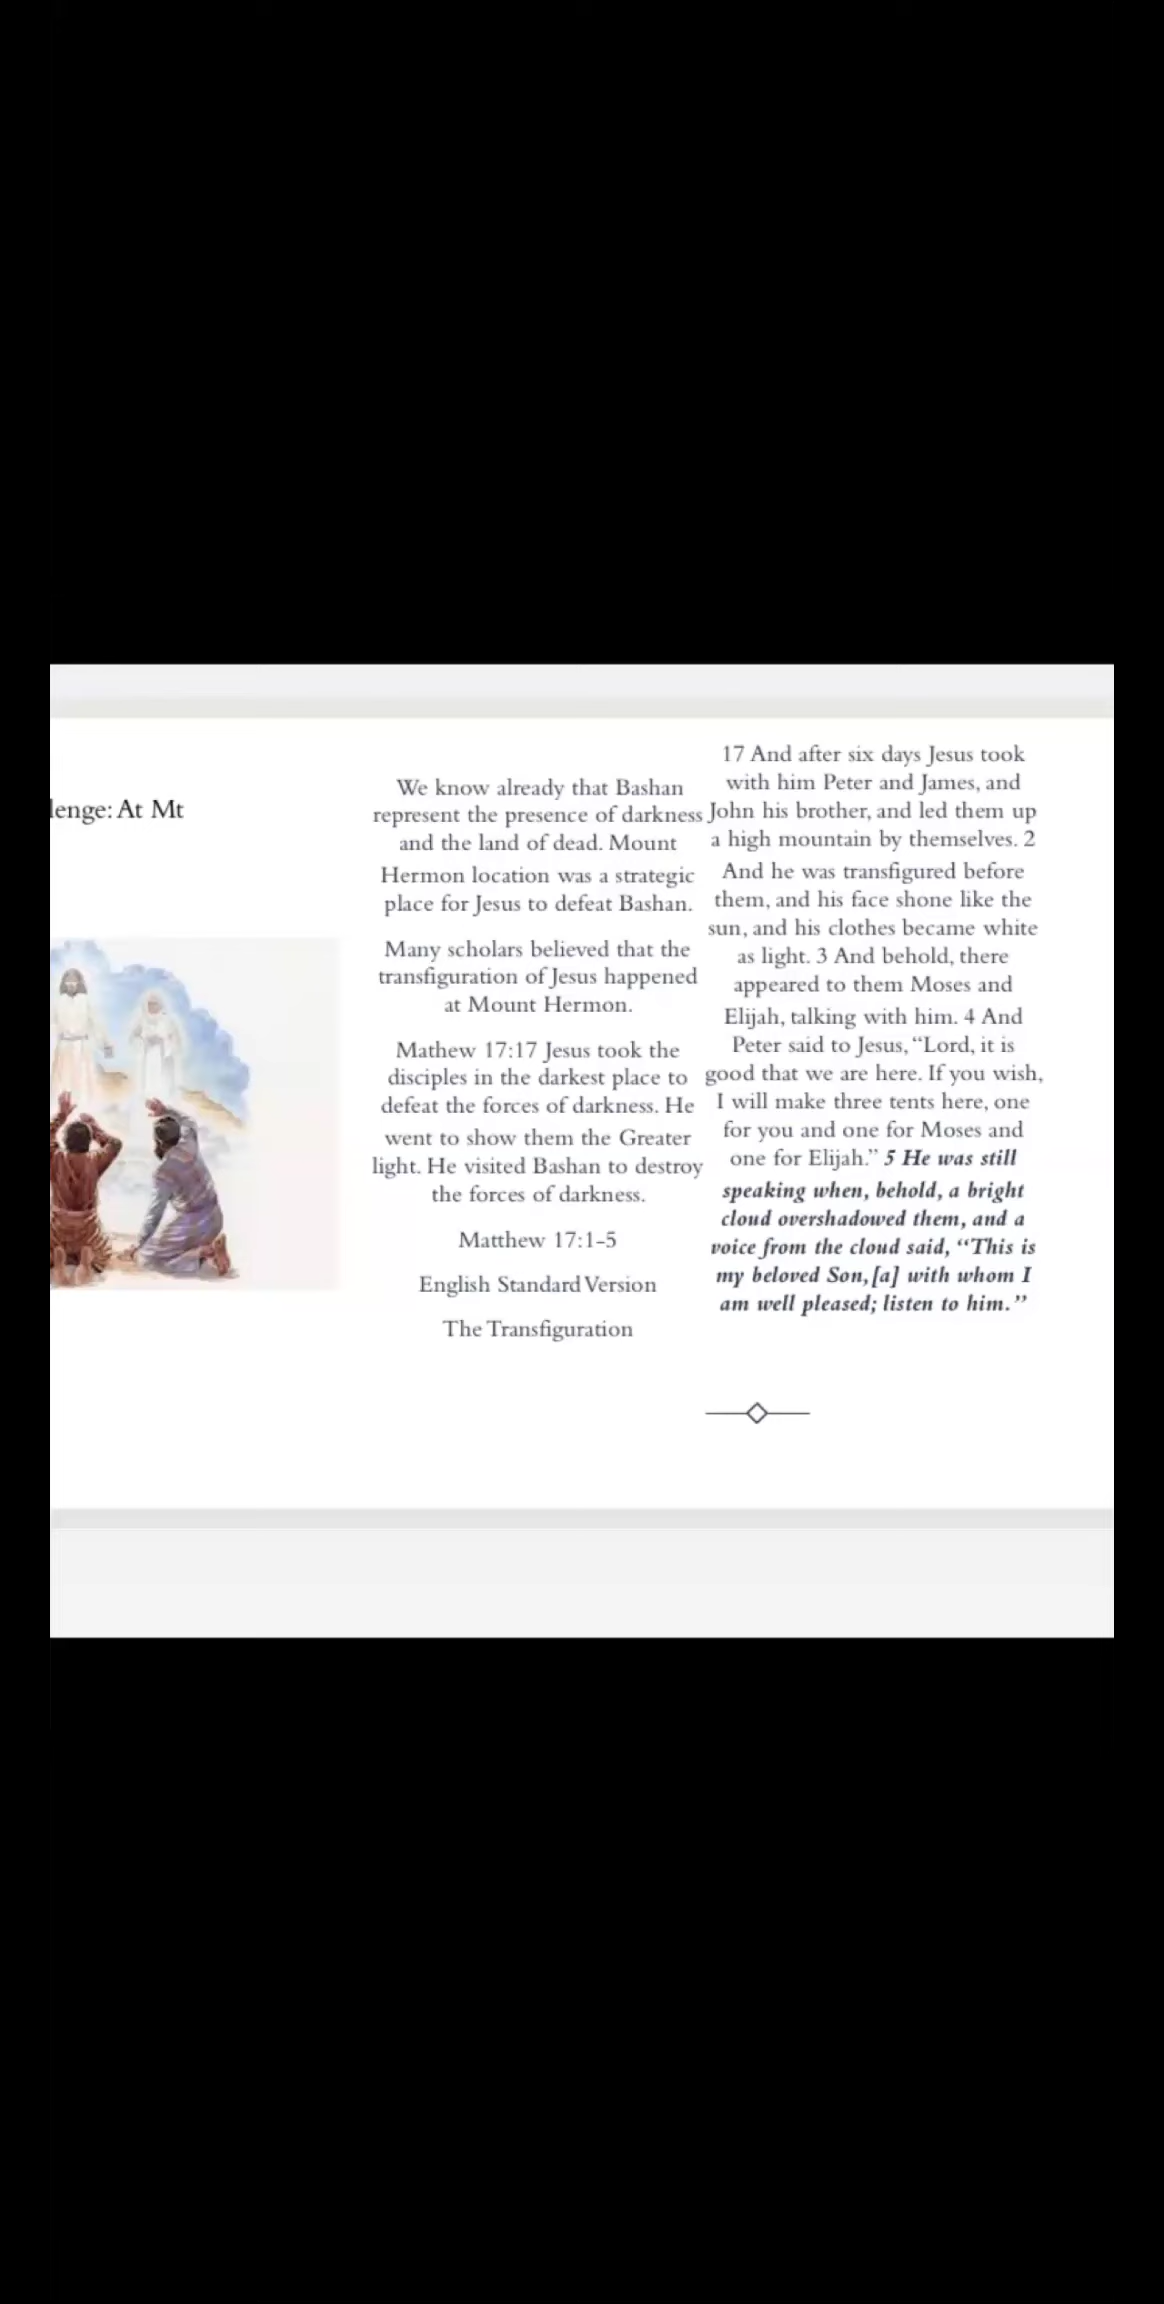 lenge: At Mt
We know already that Bashan
represent the presence of darkness
and the land of dead. Mount
Hermon location was a strategic
place for Jesus to defeat Bashan.
Many scholars believed that the
transfiguration of Jesus happened
at Mount Hermon.
Mathew 17:17 Jesus took the
disciples in the darkest place to
defeat the forces of darkness. He
went to show them the Greater
light. He visited Bashan to destroy
the forces of darkness.
Matthew 17:1-5
English Standard Version
The Transfiguration
17 And after six days Jesus took
with him Peter and James, and
John his brother, and led them up
a high mountain by themselves. 2
And he was transfigured before
them, and his face shone like the
sun, and his clothes became white
as light. 3 And behold, there
appeared to them Moses and
Elijah, talking with him. 4 And
Peter said to Jesus, “Lord, it is
good that we are here. If you wish,
I will make three tents here, one
for you and one for Moses and
one for Elijah.” 5 He was still
speaking when, behold, a bright
cloud overshadowed them, and a
voice from the cloud said, “This is
my beloved Son,[a] with whom I
am well pleased; listen to him.”